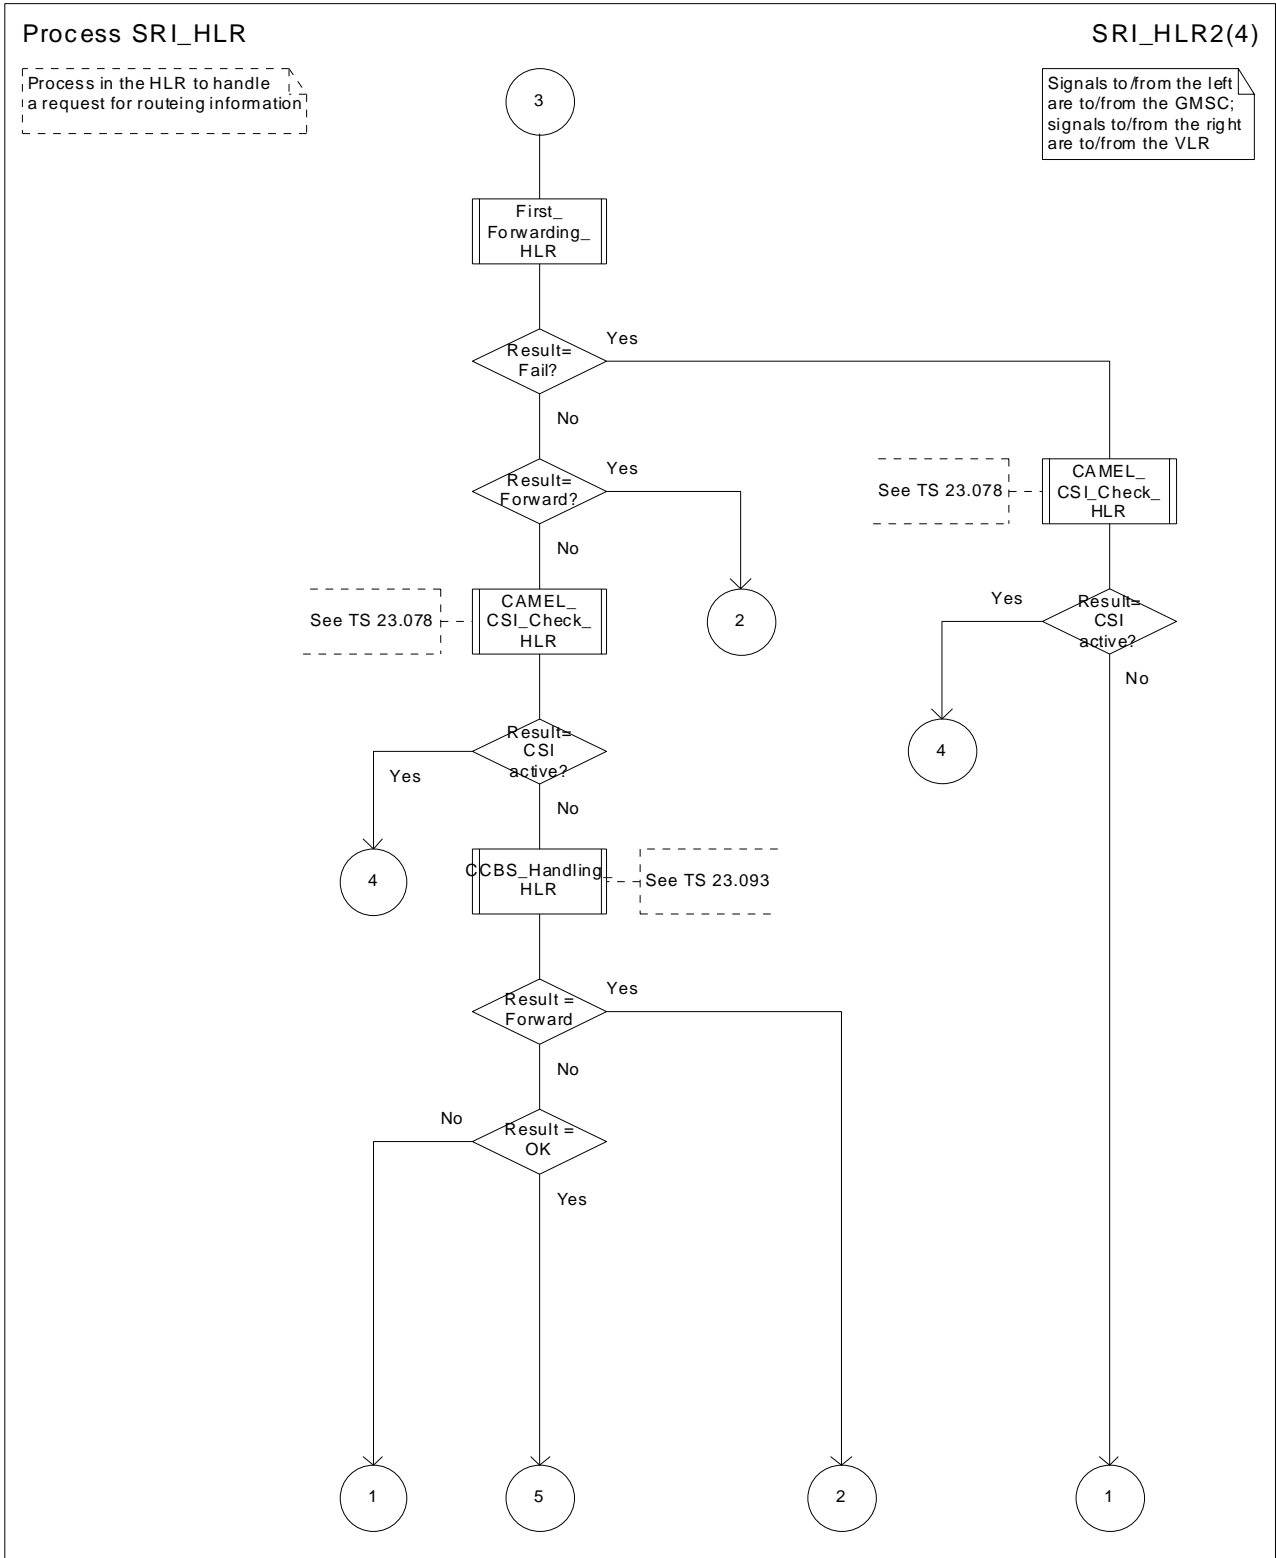 Process SRI_HLR
SRI_HLR2(4)
Process in the HLR to handle
a request for routeing information
Signals to/from the left
are to/from the GMSC;
signals to/from the right
are to/from the VLR
3
First_
Forwarding_
HLR
Result=
Fail?
Yes
No
Result=
Forward?
Yes
No
See TS 23.078
CAMEL_
CSI_Check_
HLR
See TS 23.078
CAMEL_
CSI_Check_
HLR
2
Yes
Result=
CSI
active?
No
4
Result=
CSI
active?
Yes
No
4
CCBS_Handling_
HLR
See TS 23.093
Result =
Forward
Yes
No
No
Result =
OK
Yes
1
5
2
1